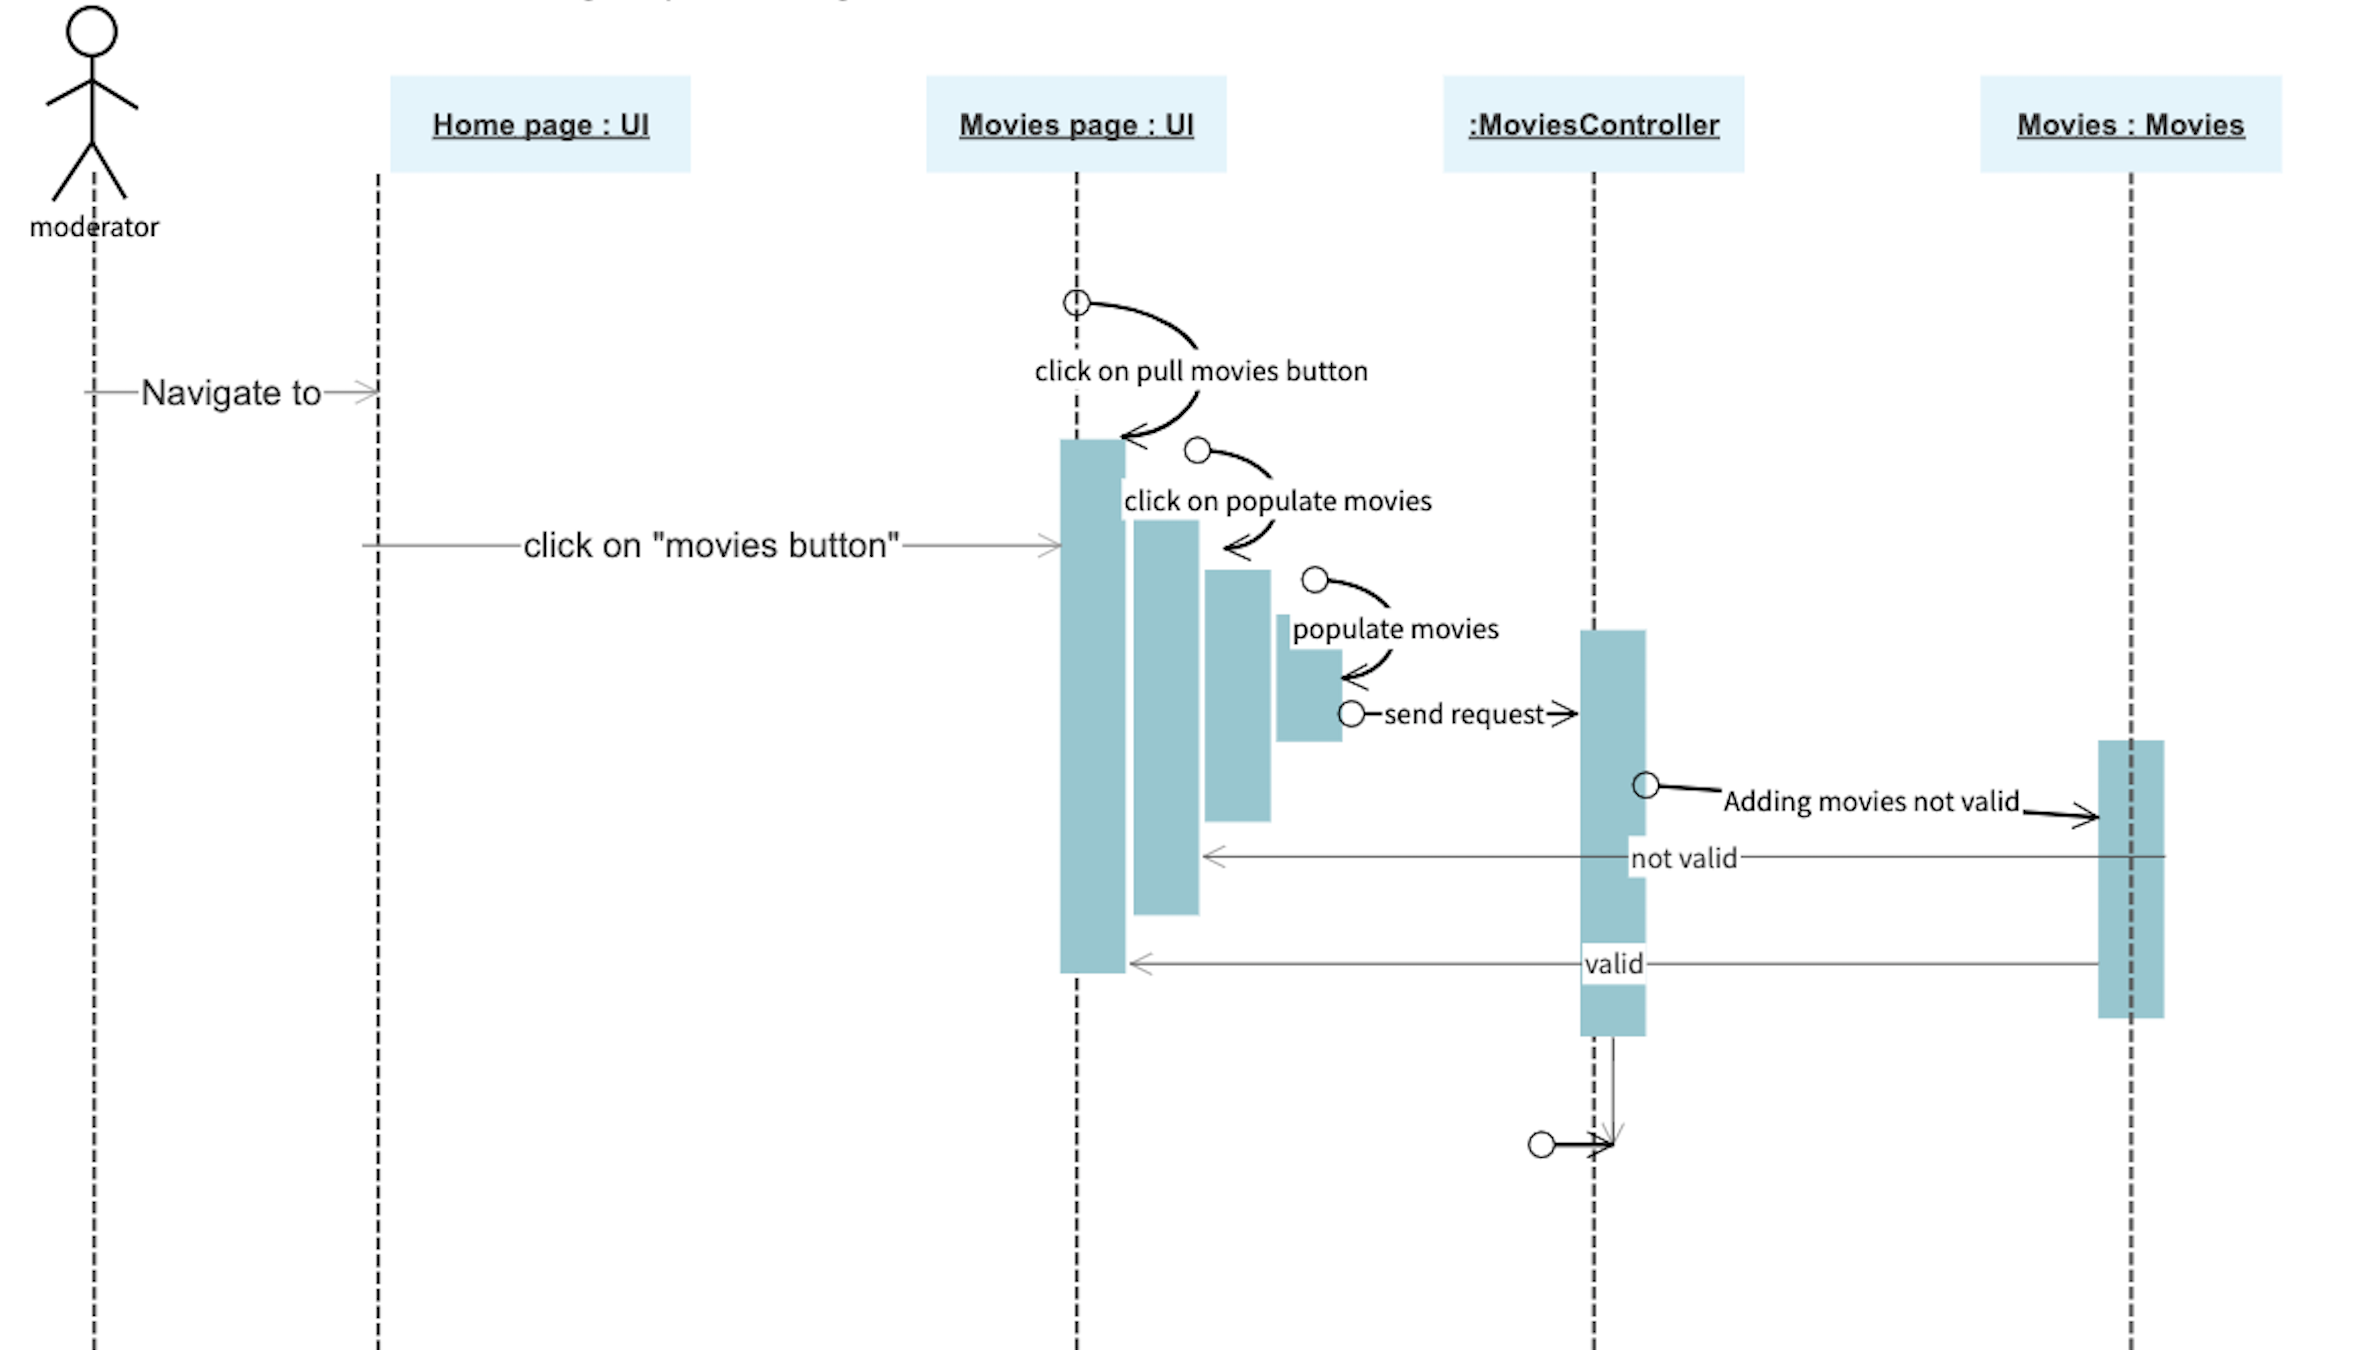 Home page : UI
Movies page : UI
:MoviesController
Movies : Movies
moderator
click on pull movies button
Navigate to
click on populate movies
click on "movies button"
populate movies
send request
Adding movies not valid
not valid
valid